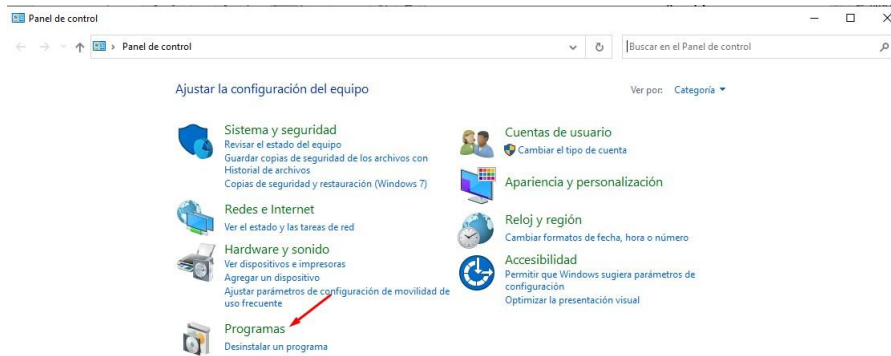 Panel de control
Panel de control
Buscar en el Panel de control
Ajustar la configuración del equipo
Ver por: Categoría
Sistema y seguridad
Revisar el estado del equipo
Guardar copias de seguridad de los archivos con
Historial de archivos
Copias de seguridad y restauración (Windows 7)
Redes e Internet
Ver el estado y las tareas de red
Hardware y sonido
Ver dispositivos e impresoras
Agregar un dispositivo
Ajustar parámetros de configuración de movilidad de
uso frecuente
Programas
Desinstalar un programa
Cuentas de usuario
Cambiar el tipo de cuenta
Apariencia y personalización
Reloj y región
Cambiar formatos de fecha, hora o número
Accesibilidad
Permitir que Windows sugiera parámetros de
configuración
Optimizar la presentación visual